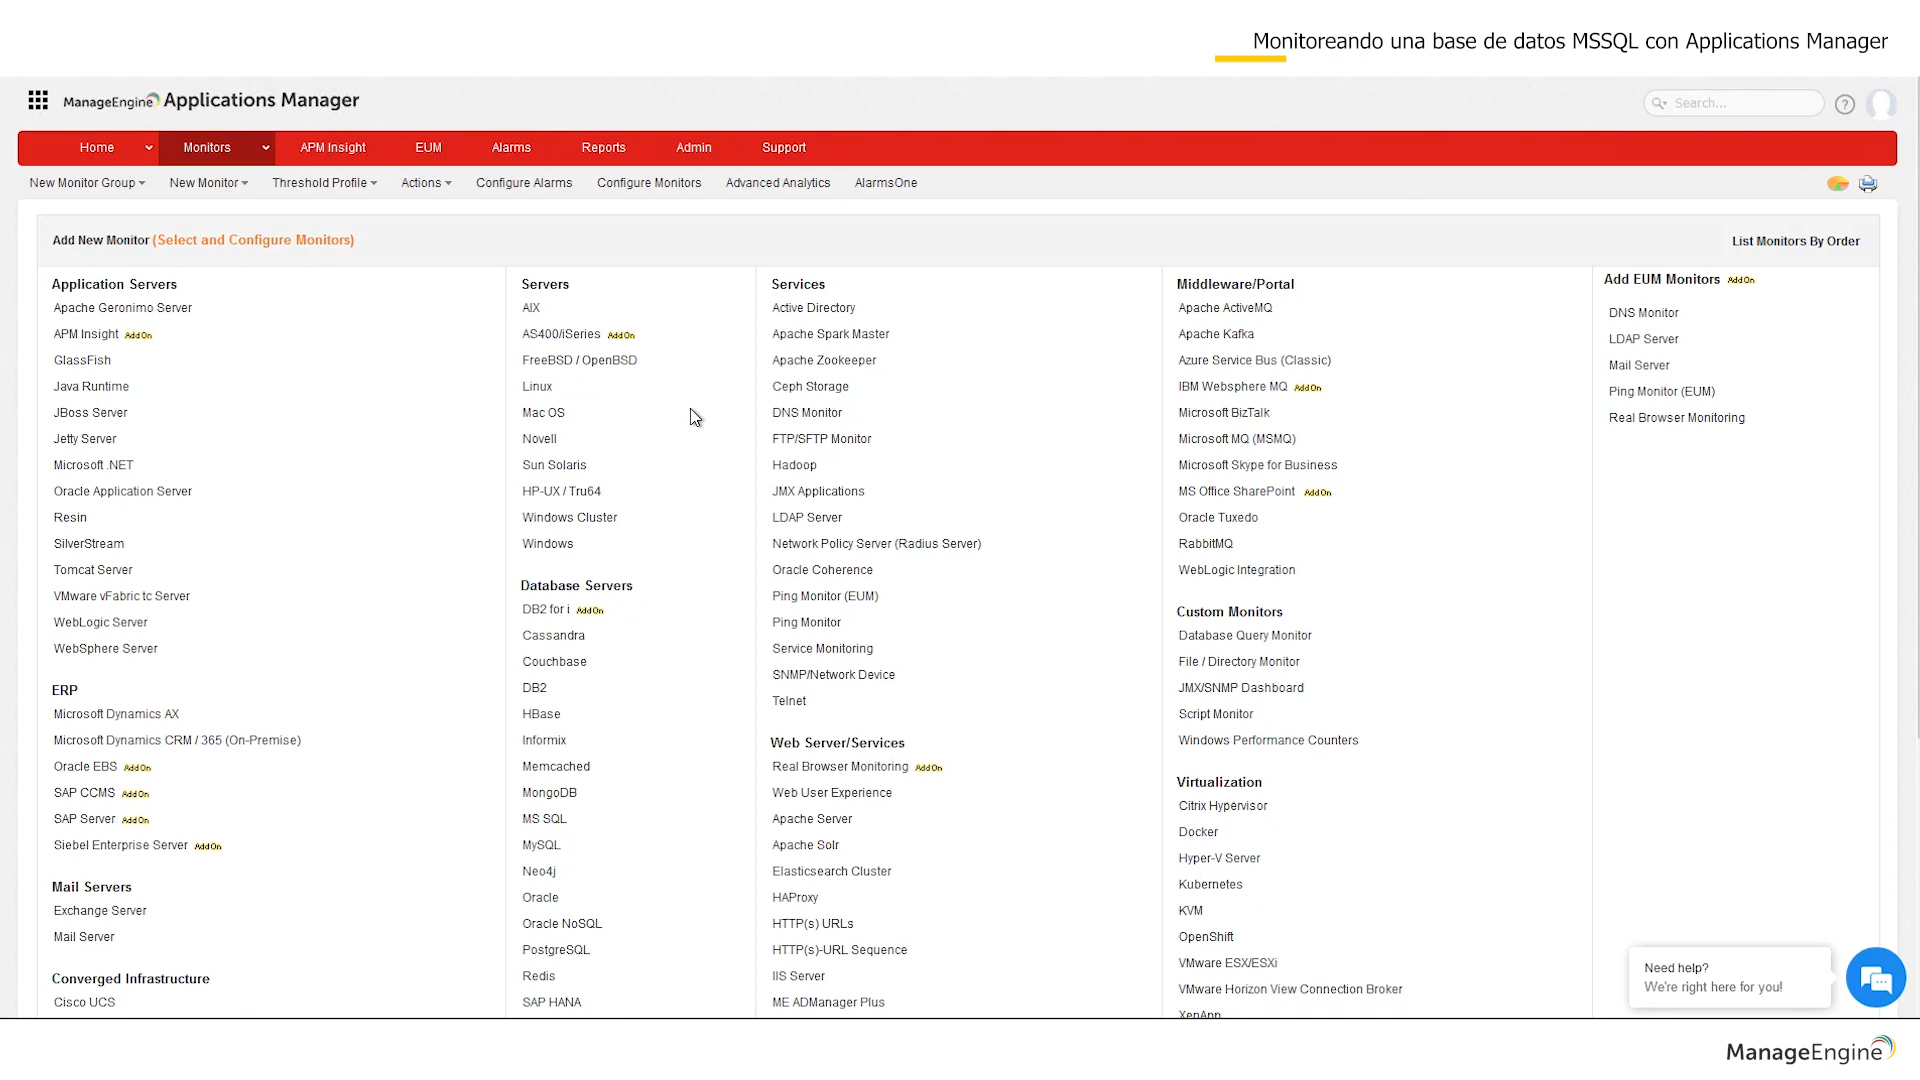 Monitoreando una base de datos MSSQL con Applications Manager
ManageEngine Applications Manager
Search...
?
Home
Monitors
APM Insight
EUM
Alarms
Reports
Admin
Support
New Monitor Group
New Monitor
Threshold Profile
Actions
Configure Alarms
Configure Monitors
Advanced Analytics
AlarmsOne
Add New Monitor (Select and Configure Monitors)
List Monitors By Order
Application Servers
Apache Geronimo Server
APM Insight Add On
GlassFish
Java Runtime
JBoss Server
Jetty Server
Microsoft .NET
Oracle Application Server
Resin
SilverStream
Tomcat Server
VMware vFabric tc Server
WebLogic Server
WebSphere Server
ERP
Microsoft Dynamics AX
Microsoft Dynamics CRM / 365 (On-Premise)
Oracle EBS Add On
SAP CCMS Add On
SAP Server Add On
Siebel Enterprise Server Add On
Mail Servers
Exchange Server
Mail Server
Converged Infrastructure
Cisco UCS
Servers
AIX
AS400/iSeries Add On
FreeBSD / OpenBSD
Linux
Mac OS
Novell
Sun Solaris
HP-UX / Tru64
Windows Cluster
Windows
Database Servers
DB2 for i Add On
Cassandra
Couchbase
DB2
HBase
Informix
Memcached
MongoDB
MS SQL
MySQL
Neo4j
Oracle
Oracle NoSQL
PostgreSQL
Redis
SAP HANA
Services
Active Directory
Apache Spark Master
Apache Zookeeper
Ceph Storage
DNS Monitor
FTP/SFTP Monitor
Hadoop
JMX Applications
LDAP Server
Network Policy Server (Radius Server)
Oracle Coherence
Ping Monitor (EUM)
Ping Monitor
Service Monitoring
SNMP/Network Device
Telnet
Web Server/Services
Real Browser Monitoring Add On
Web User Experience
Apache Server
Apache Solr
Elasticsearch Cluster
HAProxy
HTTP(s) URLs
HTTP(s)-URL Sequence
IIS Server
ME ADManager Plus
Middleware/Portal
Apache ActiveMQ
Apache Kafka
Azure Service Bus (Classic)
IBM Websphere MQ Add On
Microsoft BizTalk
Microsoft MQ (MSMQ)
Microsoft Skype for Business
MS Office SharePoint Add On
Oracle Tuxedo
RabbitMQ
WebLogic Integration
Custom Monitors
Database Query Monitor
File / Directory Monitor
JMX/SNMP Dashboard
Script Monitor
Windows Performance Counters
Virtualization
Citrix Hypervisor
Docker
Hyper-V Server
Kubernetes
KVM
OpenShift
VMware ESX/ESXi
VMware Horizon View Connection Broker
XenApp
Add EUM Monitors Add On
DNS Monitor
LDAP Server
Mail Server
Ping Monitor (EUM)
Real Browser Monitoring
Need help?
We're right here for you!
ManageEngine